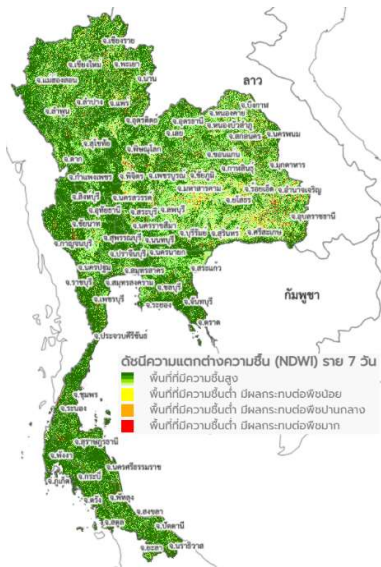 จ.เชียงราย
จ.เชียงใหม่
จ.พะเยา
จ.แม่ฮ่องสอน
จ.น่าน
ลาว
จ.ลำปาง
จ.แพร่
จ.บึงกาฬ
จ.ลำพูน
จ.อุตรดิตถ์
จ.หนองคาย
จ.อุดรธานี
จ.นครพนม
จ.เลย
จ.หนองบัวลำภู
จ.สุโขทัย
จ.สกลนคร
จ.พิษณุโลก
จ.ตาก
จ.ขอนแก่น
จ.มุกดาหาร
จ.กำแพงเพชร
จ.พิจิตร
จ.เพชรบูรณ์
จ.ชัยภูมิ
จ.กาฬสินธุ์
จ.มหาสารคาม
จ.ร้อยเอ็ด
จ.อำนาจเจริญ
จ.สิงห์บุรี
จ.นครสวรรค์
จ.ยโสธร
จ.อุทัยธานี
จ.สระบุรี
จ.ลพบุรี
จ.อุบลราชธานี
จ.ชัยนาท
จ.นครราชสีมา
จ.บุรีรัมย์
จ.สุรินทร์
จ.ศรีสะเกษ
จ.กาญจนบุรี
จ.สุพรรณบุรี
จ.นนทบุรี
จ.ปราจีนบุรี
จ.นครนายก
จ.นครปฐม
จ.สมุทรสาคร
จ.สระแก้ว
จ.ราชบุรี
จ.สมุทรสงคราม
จ.ชลบุรี
กัมพูชา
จ.เพชรบุรี
จ.ระยอง
จ.จันทบุรี
จ.ตราด
จ.ประจวบคีรีขันธ์
ดัชนีความแตกต่างความชื้น (NDWI) ราย 7 วัน
พื้นที่ที่มีความชื้นสูง
พื้นที่ที่มีความชื้นต่ำ มีผลกระทบต่อพืชน้อย
พื้นที่ที่มีความชื้นต่ำ มีผลกระทบต่อพืชปานกลาง
พื้นที่ที่มีความชื้นต่ำ มีผลกระทบต่อพืชมาก
จ.ชุมพร
จ.ระนอง
จ.สุราษฎร์ธานี
จ.พังงา
จ.นครศรีธรรมราช
จ.กระบี่
จ.ภูเก็ต
จ.ตรัง
จ.พัทลุง
จ.สงขลา
จ.สตูล
จ.ปัตตานี
จ.ยะลา
จ.นราธิวาส